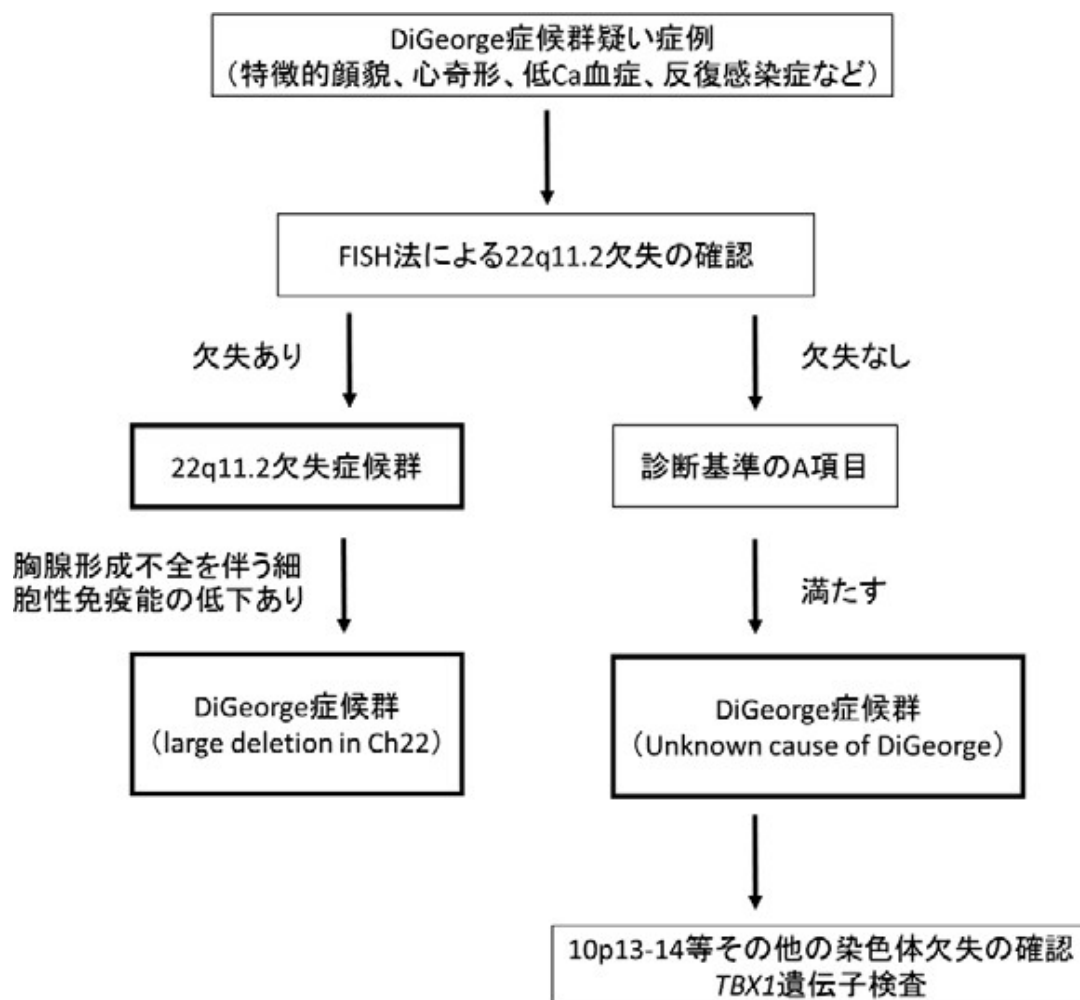 DiGeorge症候群疑い症例
（特徴的顔貌、心奇形、低Ca血症、反復感染症など）
FISH法による22q11.2欠失の確認
欠失あり
欠失なし
22q11.2欠失症候群
診断基準のA項目
胸腺形成不全を伴う細
胞性免疫能の低下あり
満たす
DiGeorge症候群
（large deletion in Ch22）
DiGeorge症候群
（Unknown cause of DiGeorge）
10p13-14等その他の染色体欠失の確認
TBX1遺伝子検査